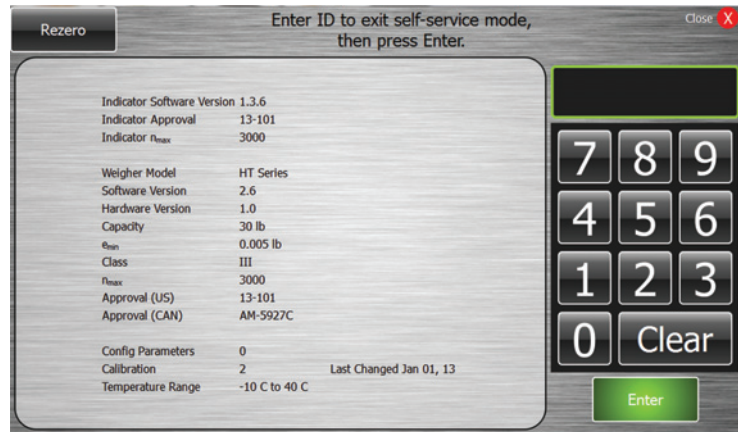 Rezero
Enter ID to exit self-service mode,
then press Enter.
Close X
Indicator Software Version 1.3.6
Indicator Approval 13-101
Indicator nmax 3000
Weigher Model HT Series
Software Version 2.6
Hardware Version 1.0
Capacity 30 lb
emin 0.005 lb
Class III
nmax 3000
Approval (US) 13-101
Approval (CAN) AM-5927C
Config Parameters 0
Calibration 2 Last Changed Jan 01, 13
Temperature Range -10 C to 40 C
7 8 9
4 5 6
1 2 3
0 Clear
Enter